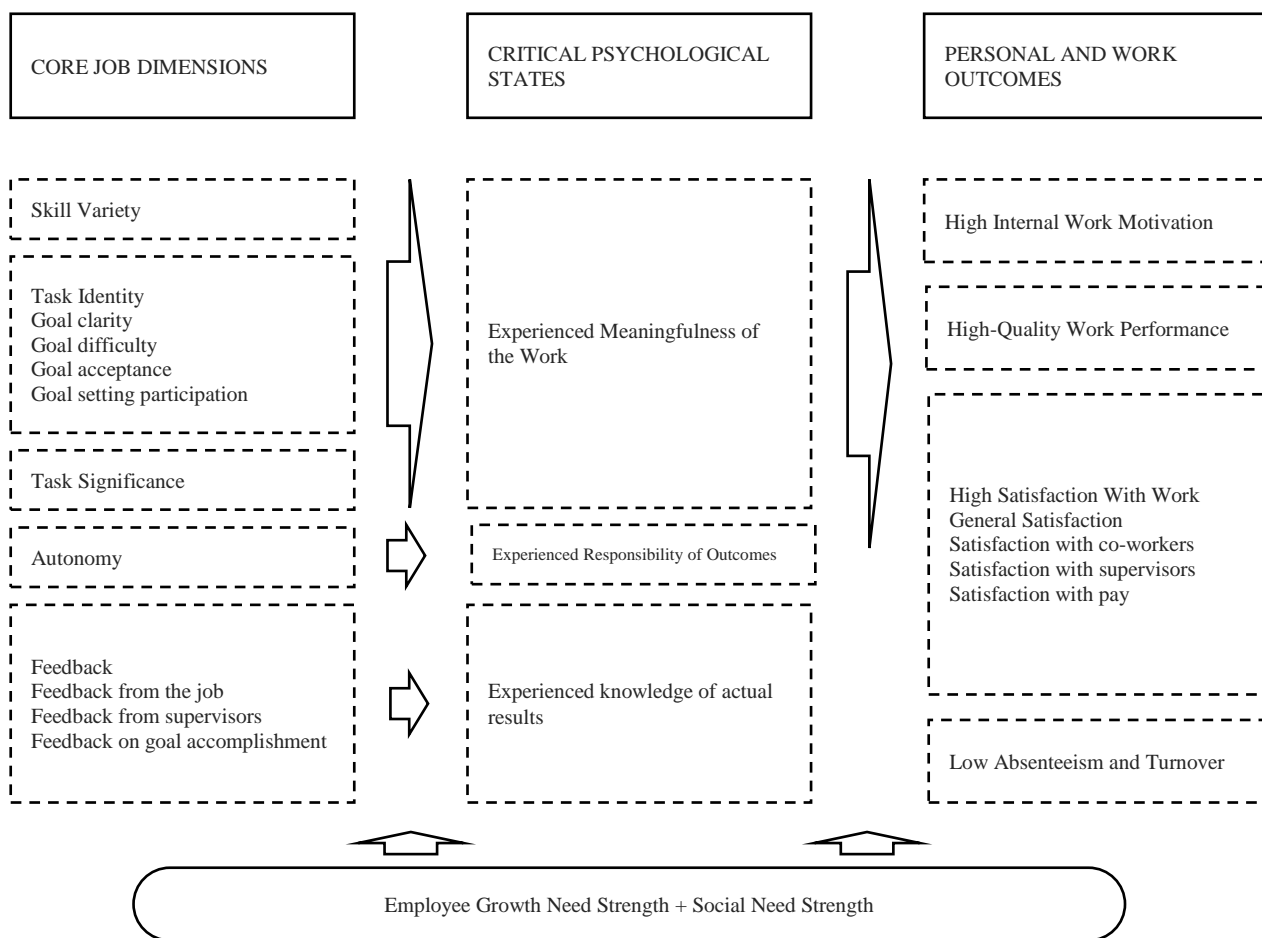 CORE JOB DIMENSIONS
CRITICAL PSYCHOLOGICAL
STATES
PERSONAL AND WORK
OUTCOMES
Skill Variety
Task Identity
Goal clarity
Goal difficulty
Goal acceptance
Goal setting participation
Task Significance
Autonomy
Feedback
Feedback from the job
Feedback from supervisors
Feedback on goal accomplishment
Experienced Meaningfulness of
the Work
Experienced Responsibility of Outcomes
Experienced knowledge of actual
results
High Internal Work Motivation
High-Quality Work Performance
High Satisfaction With Work
General Satisfaction
Satisfaction with co-workers
Satisfaction with supervisors
Satisfaction with pay
Low Absenteeism and Turnover
Employee Growth Need Strength + Social Need Strength